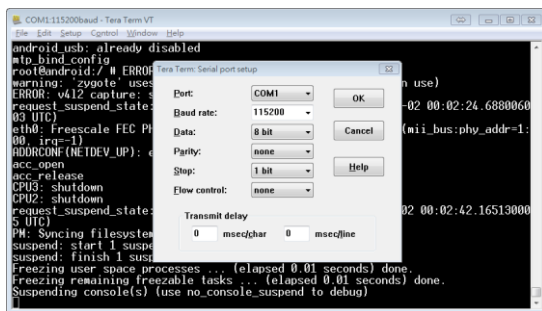 COM1:115200baud - Tera Term VT
File Edit Setup Control Window Help
android_usb: already disabled
mtp_bind_config
root@android:/ # ERROR
warning: 'zygote' uses n use)
ERROR: v4l2 capture: s
request_suspend_state: -02 00:02:24.6880060
03 UTC)
eth0: Freescale FEC PH (mii_bus:phy_addr=1:
00, irq=-1)
ADDRCONF(NETDEV_UP): e
acc_open
acc_release
CPU3: shutdown
CPU2: shutdown
request_suspend_state: 02 00:02:42.16513000
5 UTC)
PM: Syncing filesystem
suspend: start 1 suspe
suspend: finish 1 susp
Freezing user space processes ... (elapsed 0.01 seconds) done.
Freezing remaining freezable tasks ... (elapsed 0.01 seconds) done.
Suspending console(s) (use no_console_suspend to debug)
Tera Term: Serial port setup
Port: COM1 OK
Baud rate: 115200
Data: 8 bit Cancel
Parity: none
Stop: 1 bit Help
Flow control: none
Transmit delay
0 msec/char 0 msec/line